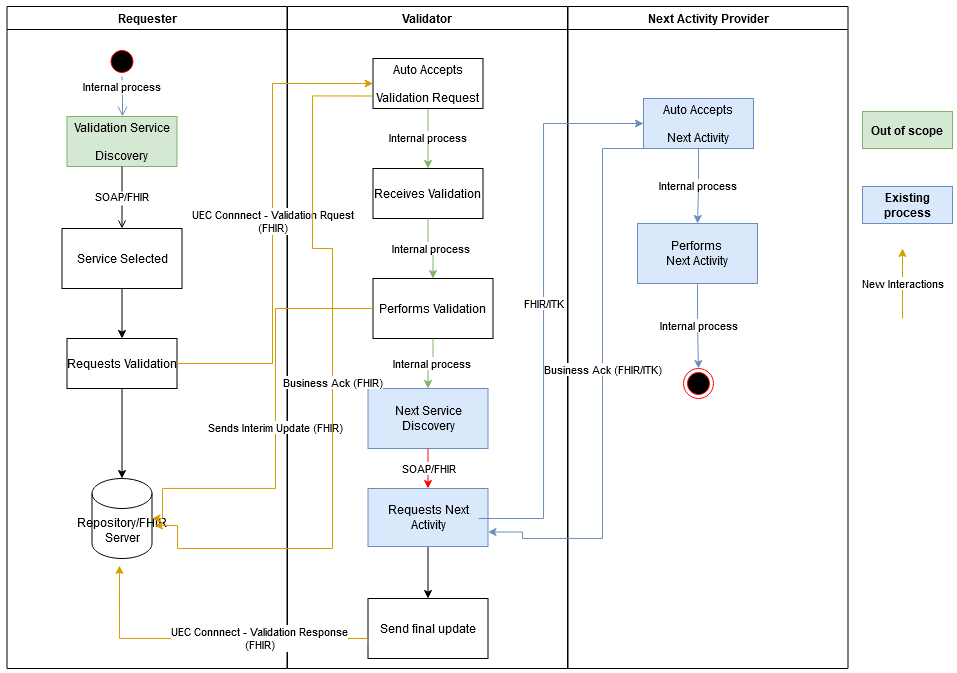 Requester
Validator
Next Activity Provider
Internal process
Validation Service
Discovery
SOAP/FHIR
Service Selected
Requests Validation
Repository/FHIR
Server
UEC Connnect - Validation Rquest
(FHIR)
Business Ack (FHIR)
Sends Interim Update (FHIR)
UEC Connnect - Validation Response
(FHIR)
Auto Accepts
Validation Request
Internal process
Receives Validation
Internal process
Performs Validation
Internal process
Next Service
Discovery
SOAP/FHIR
Requests Next
Activity
Send final update
FHIR/ITK
Business Ack (FHIR/ITK)
Auto Accepts
Next Activity
Internal process
Performs
Next Activity
Internal process
Out of scope
Existing
process
New Interactions